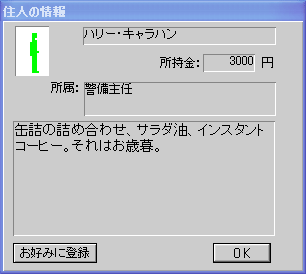 住人の情報
ハリー・キャラハン
所持金: 3000 円
所属: 警備主任
缶詰の詰め合わせ、サラダ油、インスタント
コーヒー。それはお歳暮。
お好みに登録
OK